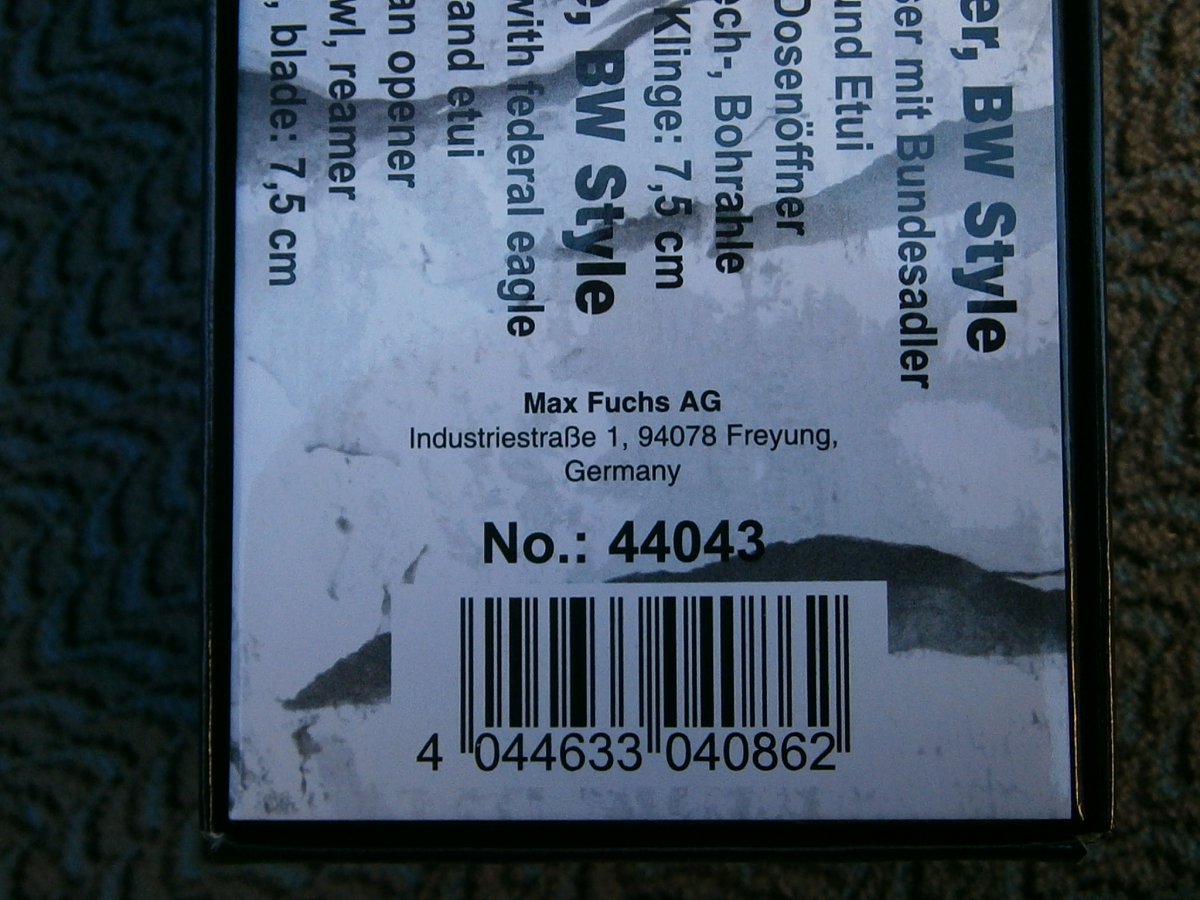 er, BW Style
ser mit Bundesadler
und Etui
Dosenöffner
ech-, Bohrahle
Klinge: 7,5 cm
e, BW Style
with federal eagle
and etui
an opener
wl, reamer
, blade: 7,5 cm
Max Fuchs AG
Industriestraße 1, 94078 Freyung,
Germany
No.: 44043
4 044633 040862